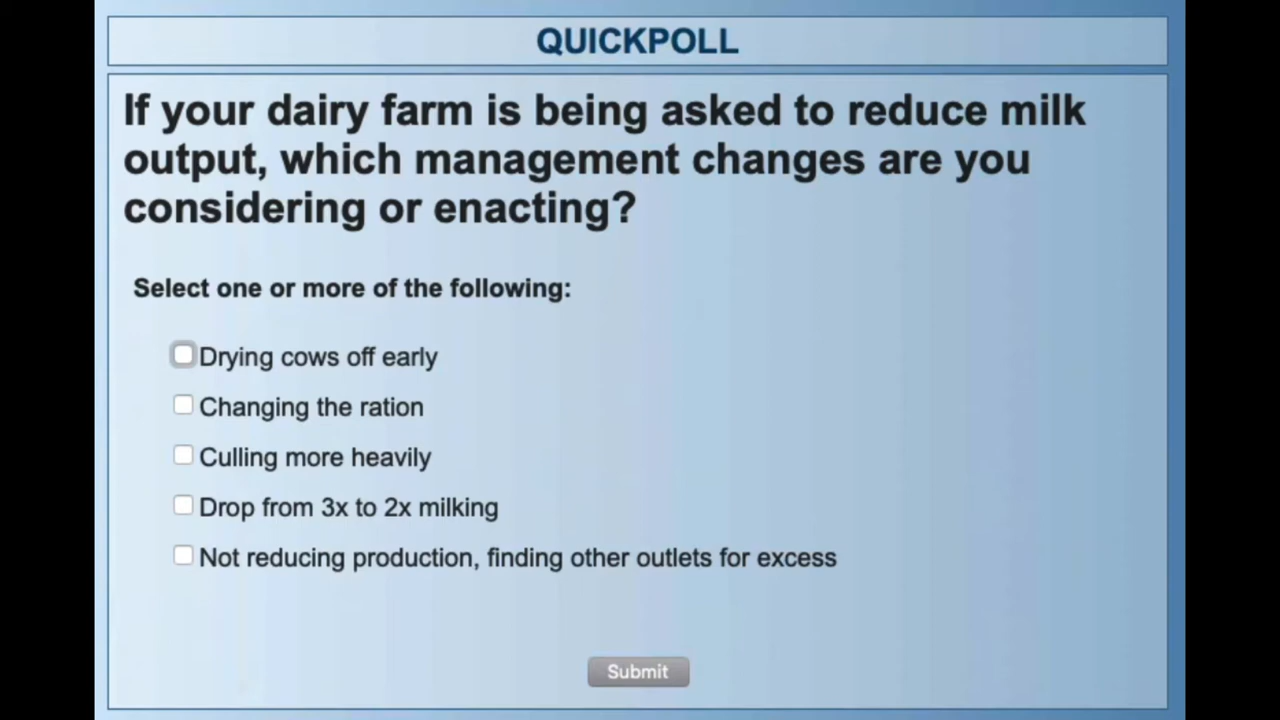 QUICKPOLL
If your dairy farm is being asked to reduce milk
output, which management changes are you
considering or enacting?
Select one or more of the following:
Drying cows off early
Changing the ration
Culling more heavily
Drop from 3x to 2x milking
Not reducing production, finding other outlets for excess
Submit